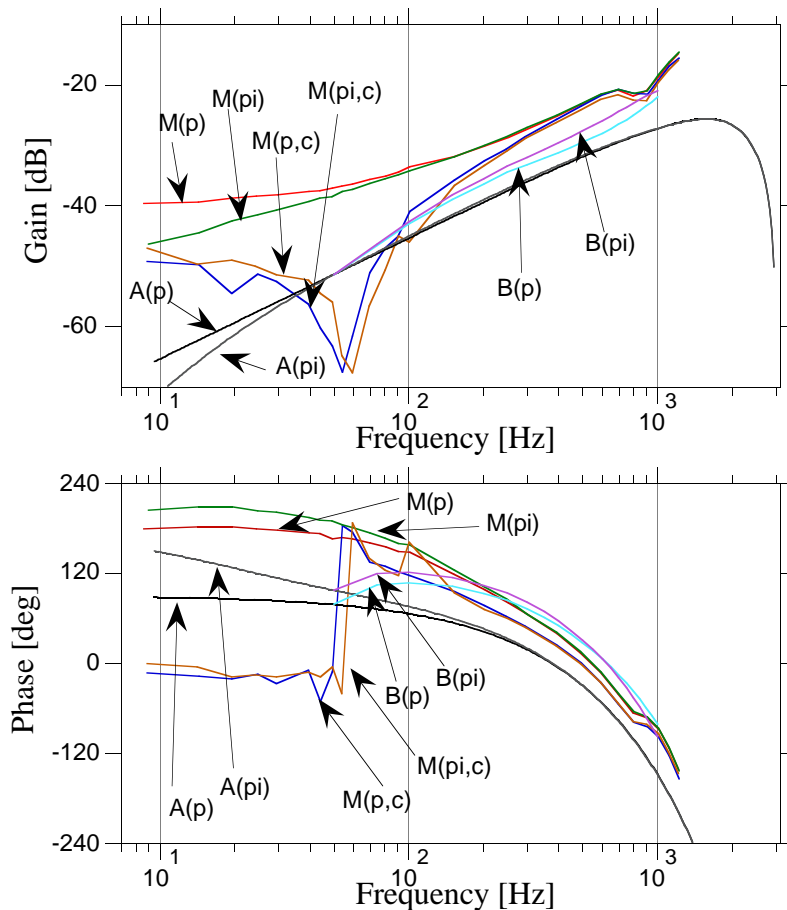 M(pi,c)
M(pi)
-20
M(p)
M(p,c)
Gain [dB]
-40
A(p)
B(pi)
B(p)
-60
A(pi)
10 1
10 2
10 3
Frequency [Hz]
240
M(p)
M(pi)
120
Phase [deg]
0
B(pi)
B(p)
-120
M(pi,c)
A(pi)
A(p)
M(p,c)
-240
10 1
10 2
10 3
Frequency [Hz]